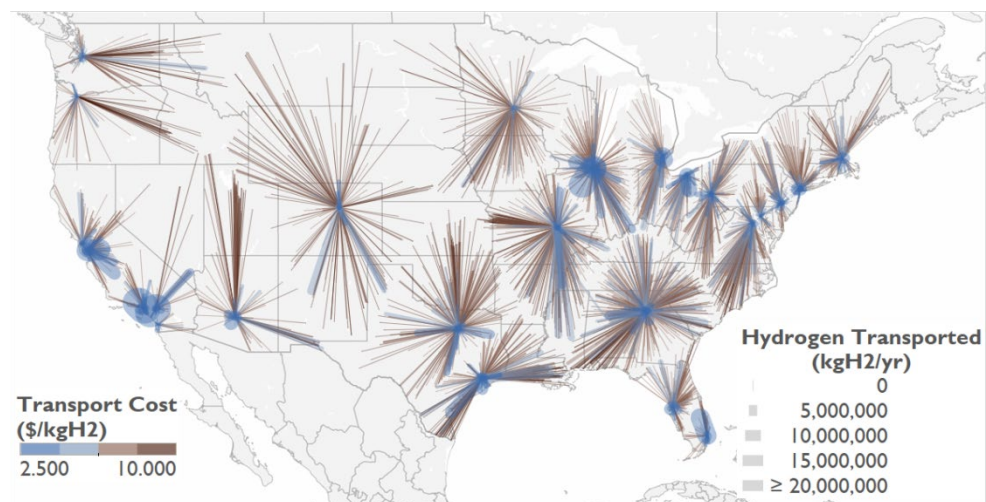 Transport Cost
($/kgH2)
2.500 10.000
Hydrogen Transported
(kgH2/yr)
0
5,000,000
10,000,000
15,000,000
≥ 20,000,000